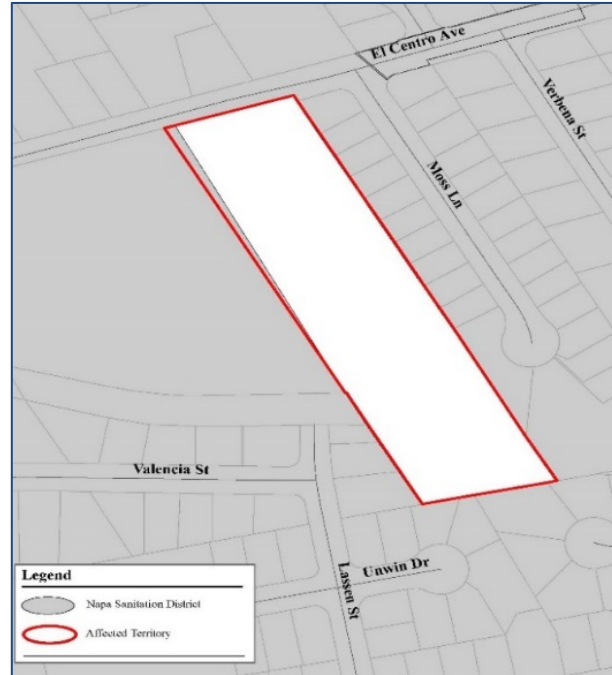 El Centro Ave
Verbena St
Moss Ln
Valencia St
Lassen St
Unwin Dr
Legend
Napa Sanitation District
Affected Territory